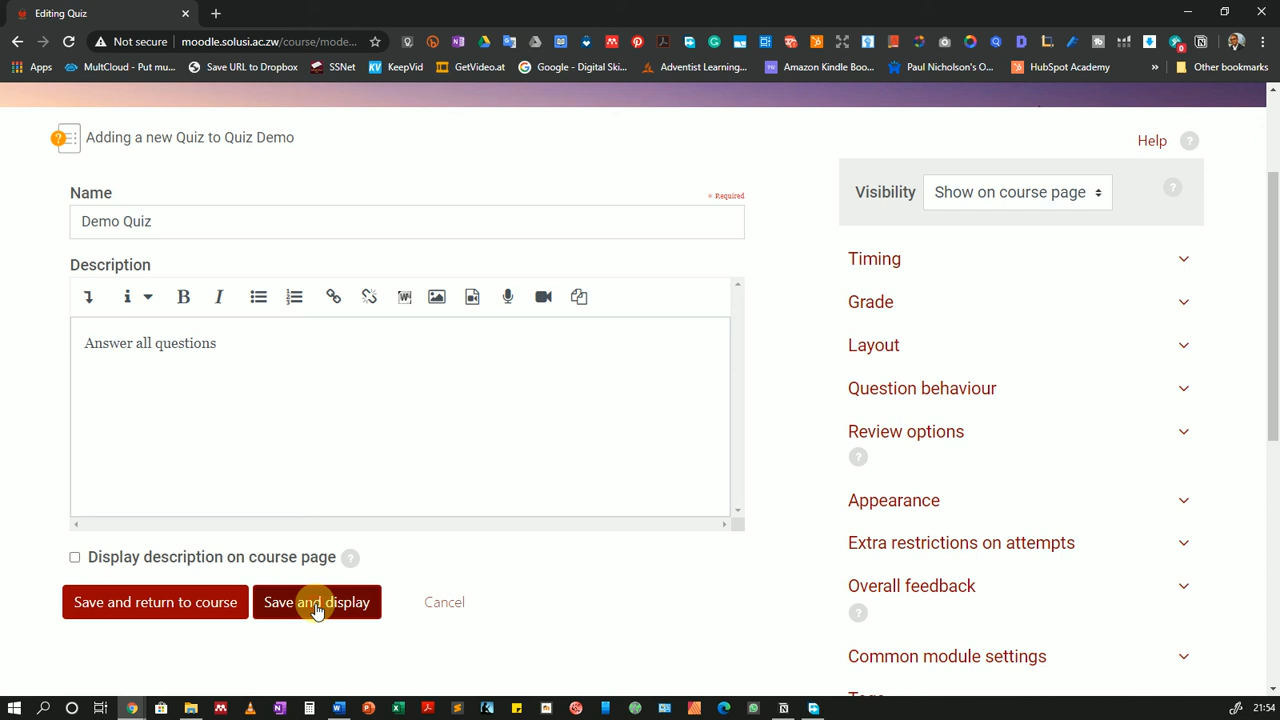 Editing Quiz
Not secure moodle.solusi.ac.zw/course/mode...
Apps MultCloud - Put mu... Save URL to Dropbox SSNet KeepVid GetVideo.at Google - Digital Ski... Adventist Learning... Amazon Kindle Boo... Paul Nicholson's O... HubSpot Academy » Other bookmarks
Adding a new Quiz to Quiz Demo
Help
Name
Required
Demo Quiz
Visibility Show on course page
Description
Timing
Grade
Answer all questions
Layout
Question behaviour
Review options
Appearance
Extra restrictions on attempts
Display description on course page
Overall feedback
Save and return to course Save and display Cancel
Common module settings
21:54